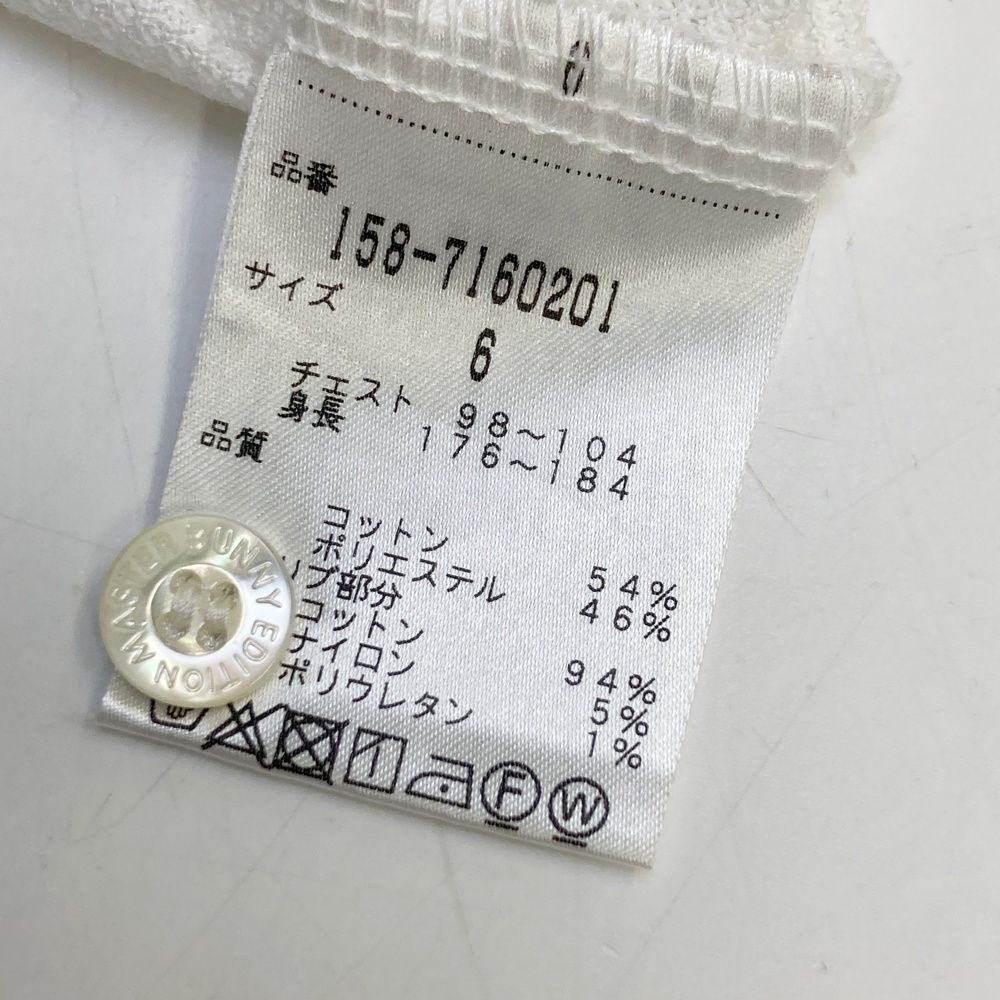 品番
158-7160201
サイズ
6
チェスト 98~104
身長 176~184
品質
コットン 54%
ポリエステル 46%
リブ部分
コットン 94%
ナイロン 5%
ポリウレタン 1%
F W
MASTER BUNNY EDITION